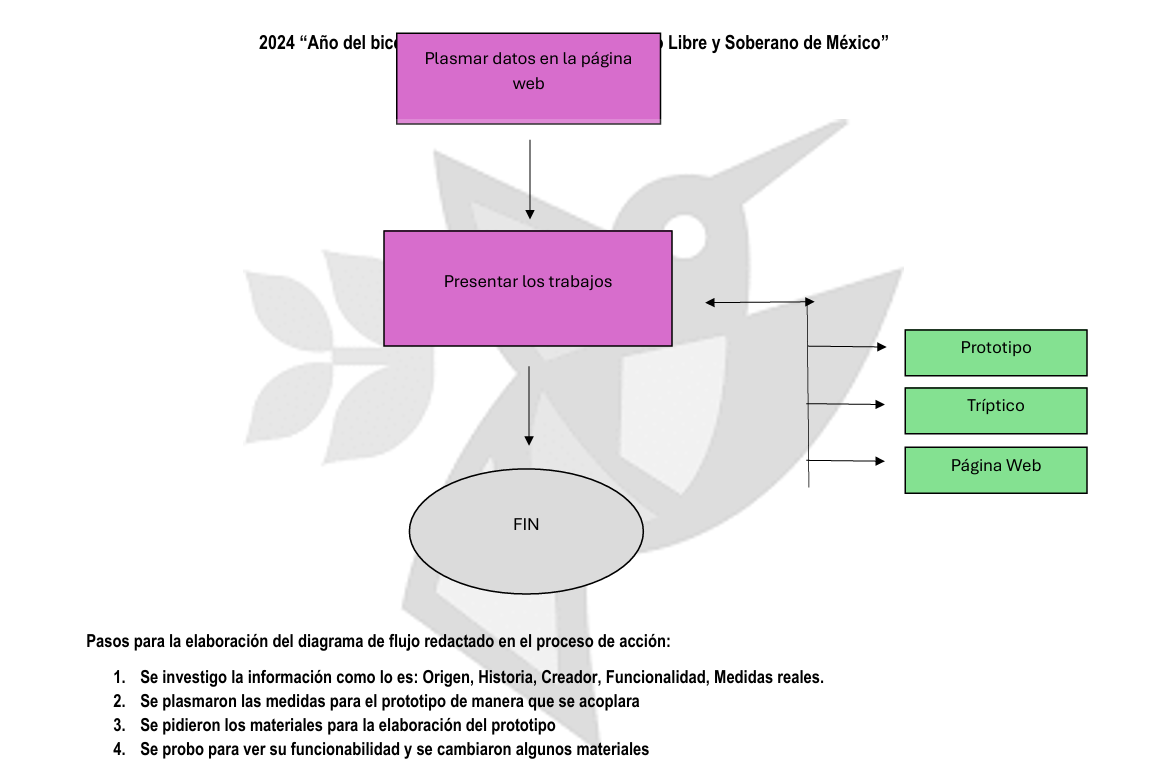 2024 “Año del Libre y Soberano de México”
Plasmar datos en la página
web
Presentar los trabajos
Prototipo
Tríptico
Página Web
FIN
Pasos para la elaboración del diagrama de flujo redactado en el proceso de acción:
1. Se investigo la información como lo es: Origen, Historia, Creador, Funcionalidad, Medidas reales.
2. Se plasmaron las medidas para el prototipo de manera que se acoplara
3. Se pidieron los materiales para la elaboración del prototipo
4. Se probo para ver su funcionabilidad y se cambiaron algunos materiales